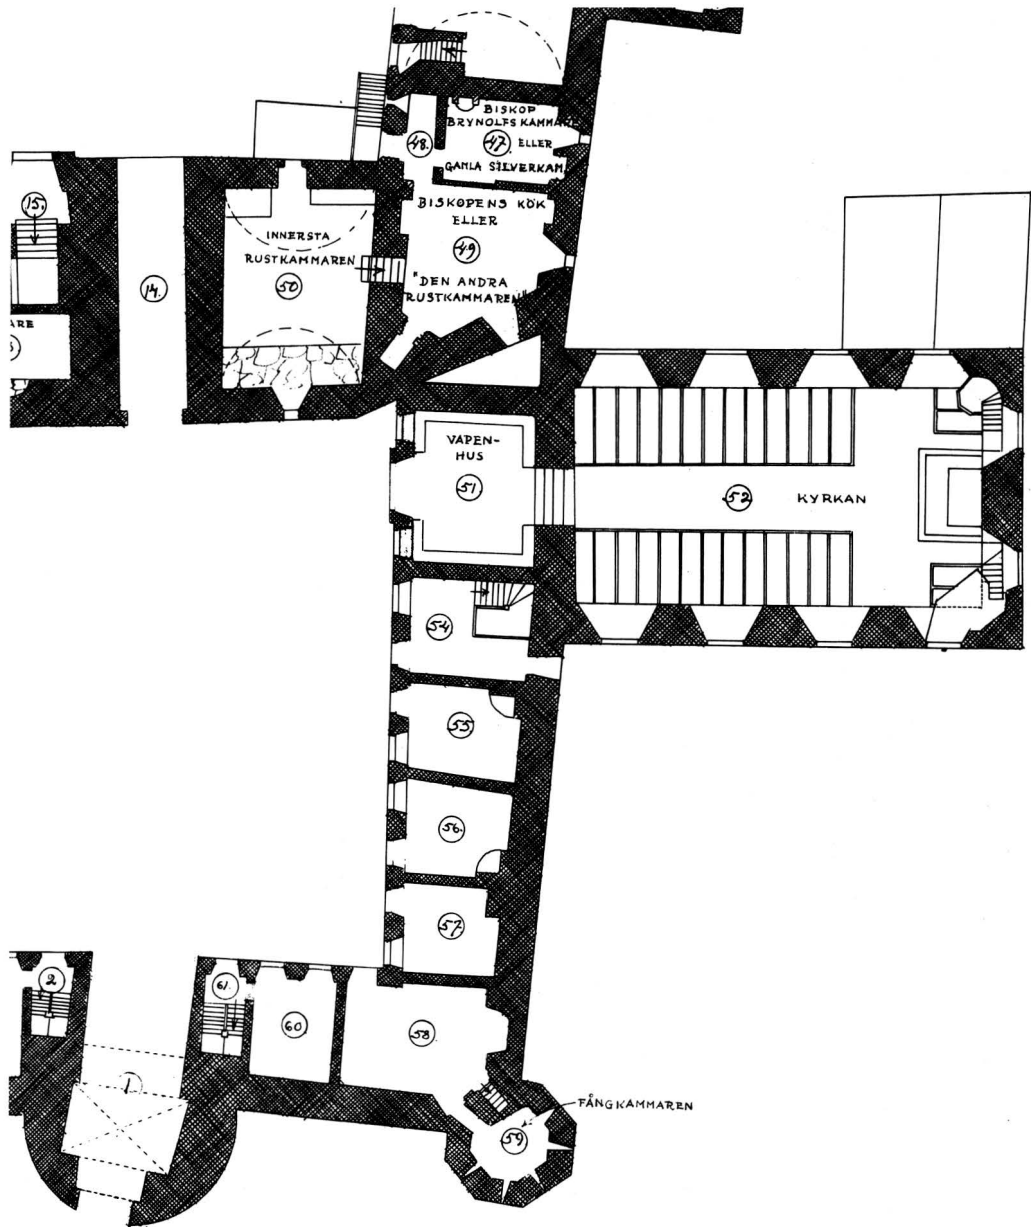 BISKOP
BRYNOLFS KAMMARE
48. 47. ELLER
GAMLA SILVERKAM.
15.
BISKOPENS KÖK
ELLER
49
"DEN ANDRA
RUSTKAMMAREN"
INNERSTA
RUSTKAMMAREN
50
14.
ARE
VAPEN-
HUS
51
52 KYRKAN
54
55.
56.
57
2
61.
60.
58
1
FÅNGKAMMAREN
59